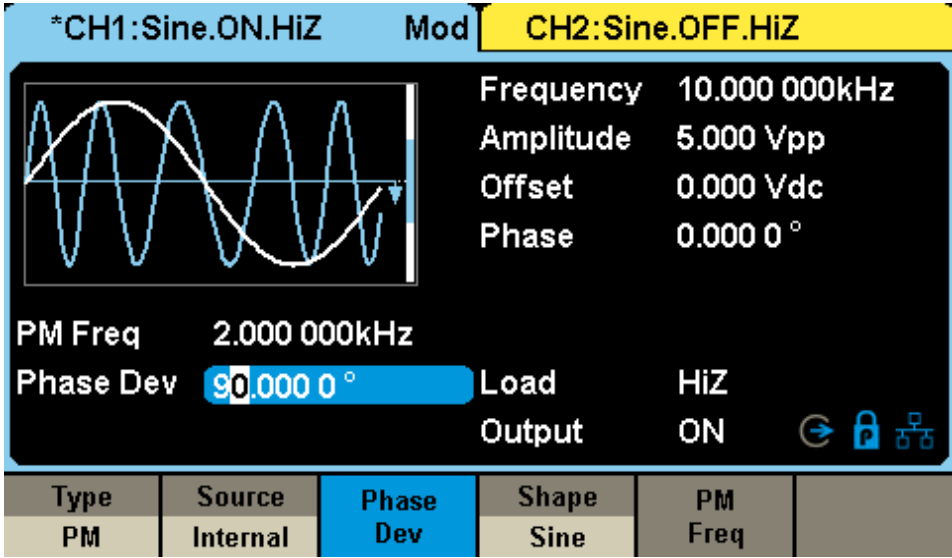 *CH1:Sine.ON.HiZ Mod CH2:Sine.OFF.HiZ
Frequency 10.000 000kHz
Amplitude 5.000 Vpp
Offset 0.000 Vdc
Phase 0.000 0 °
PM Freq 2.000 000kHz
Phase Dev 90.000 0 ° Load HiZ
Output ON P
Type Source Phase Dev Shape PM Freq
PM Internal Sine